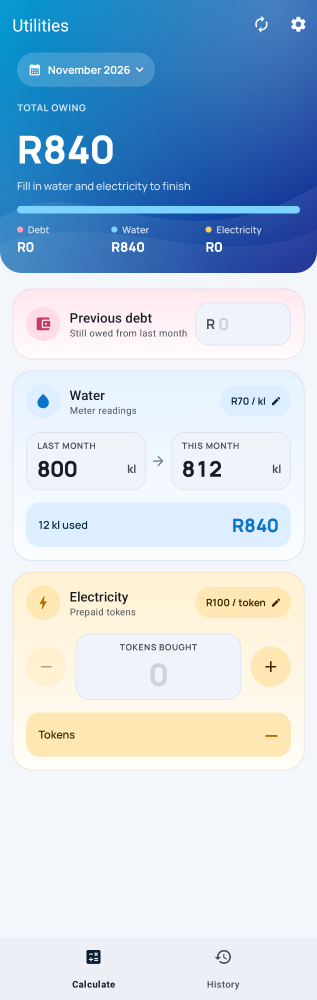 Utilities
November 2026
TOTAL OWING
R840
Fill in water and electricity to finish
Debt
Water
Electricity
R0
R840
R0
Previous debt
Still owed from last month
R 0
Water
Meter readings
R70 / kl
LAST MONTH
800 kl
THIS MONTH
812 kl
12 kl used
R840
Electricity
Prepaid tokens
R100 / token
TOKENS BOUGHT
0
Tokens
—
Calculate
History